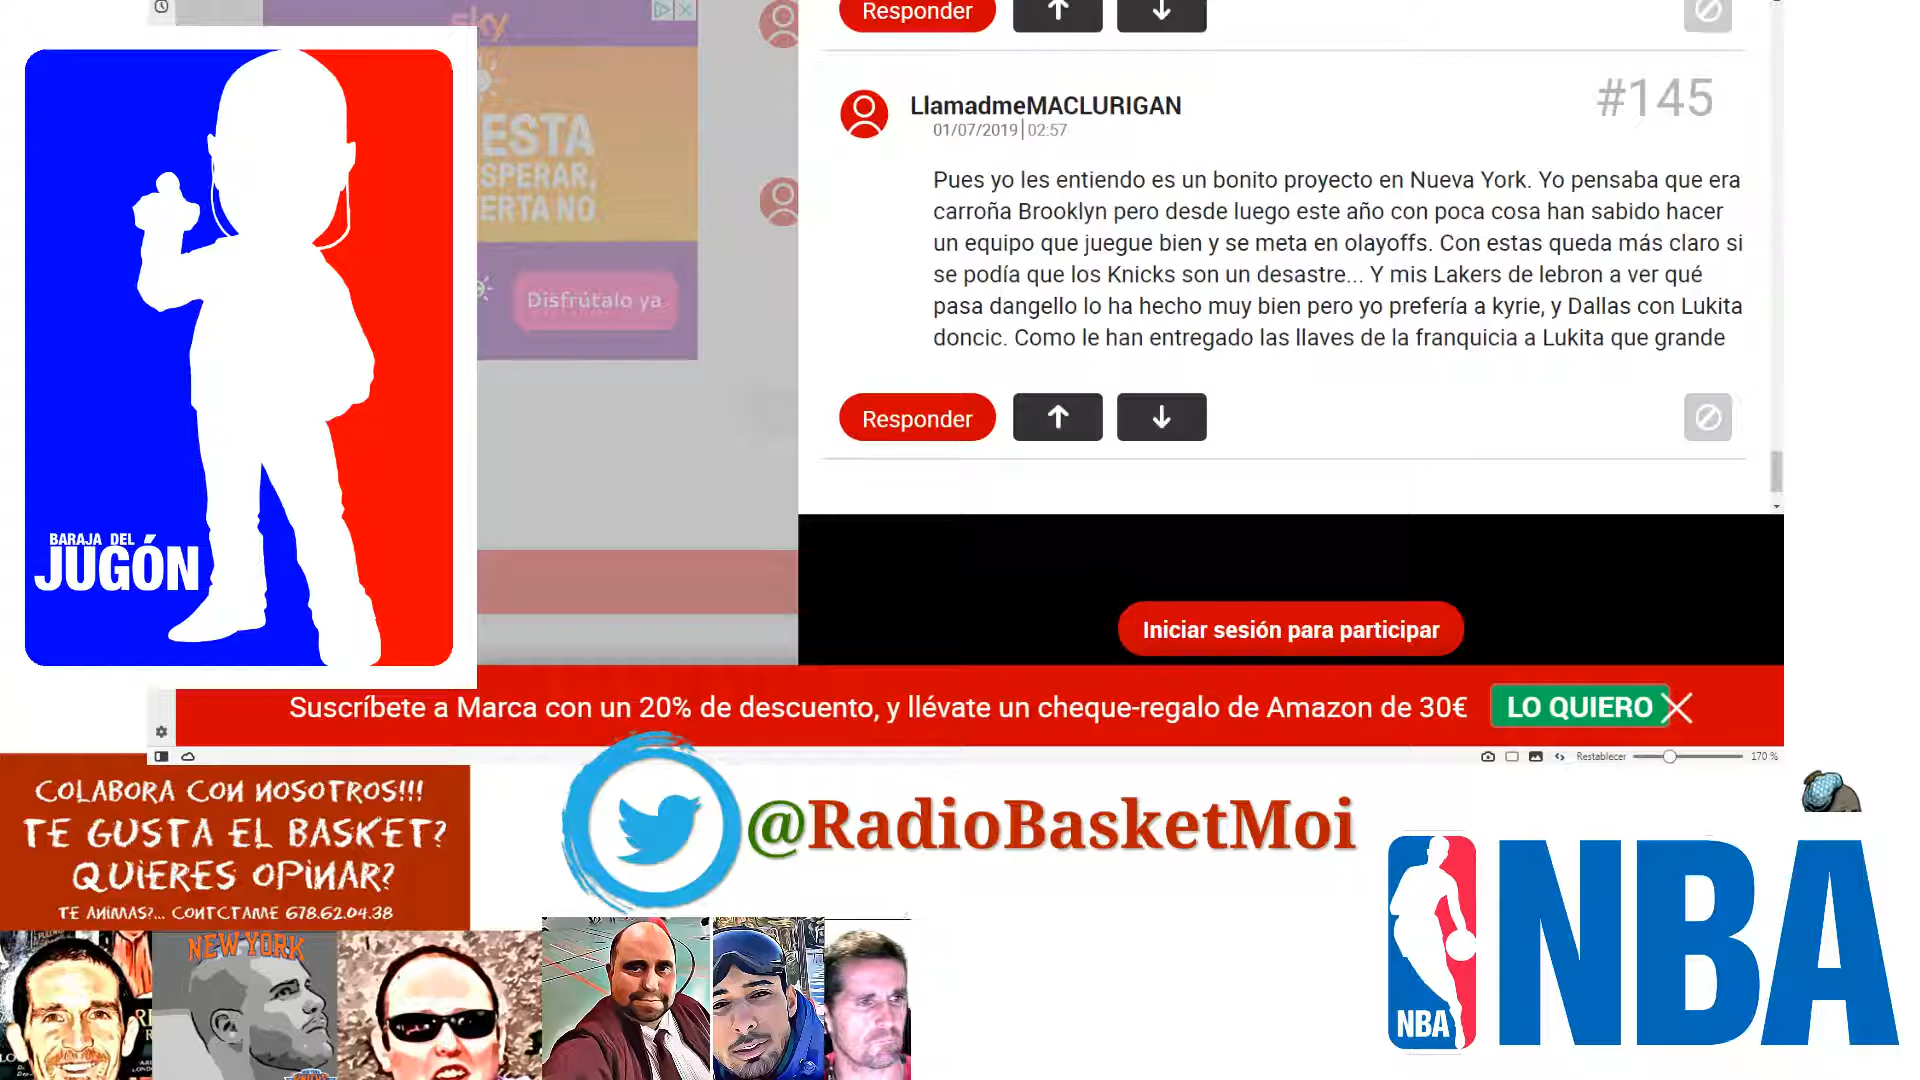 sky
ESTA
SPERAR,
ERTA NO
Disfrútalo ya
BARAJA DEL
JUGÓN
Responder
#145
LlamadmeMACLURIGAN
01/07/2019|02:57
Pues yo les entiendo es un bonito proyecto en Nueva York. Yo pensaba que era
carroña Brooklyn pero desde luego este año con poca cosa han sabido hacer
un equipo que juegue bien y se meta en olayoffs. Con estas queda más claro si
se podía que los Knicks son un desastre... Y mis Lakers de lebron a ver qué
pasa dangello lo ha hecho muy bien pero yo prefería a kyrie, y Dallas con Lukita
doncic. Como le han entregado las llaves de la franquicia a Lukita que grande
Responder
Iniciar sesión para participar
Suscríbete a Marca con un 20% de descuento, y llévate un cheque-regalo de Amazon de 30€
LO QUIERO
Restablecer
170 %
COLABORA CON NOSOTROS!!!
TE GUSTA EL BASKET?
QUIERES OPINAR?
TE ANIMAS?... CONTCTAME 678.62.04.38
@RadioBasketMoi
NEW YORK
NBA
NBA